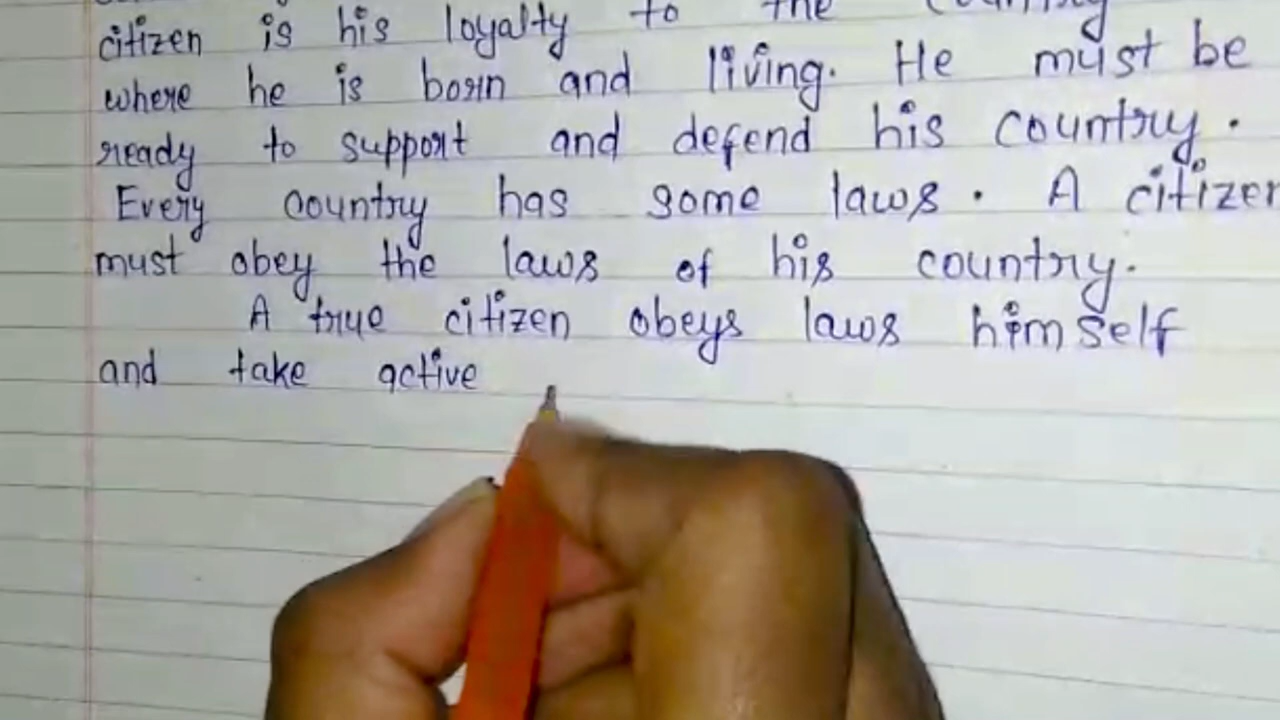 citizen is his loyalty to the country
where he is born and living. He must be
ready to support and defend his country.
Every country has some laws. A citizen
must obey the laws of his country.
A true citizen obeys laws himself
and take active